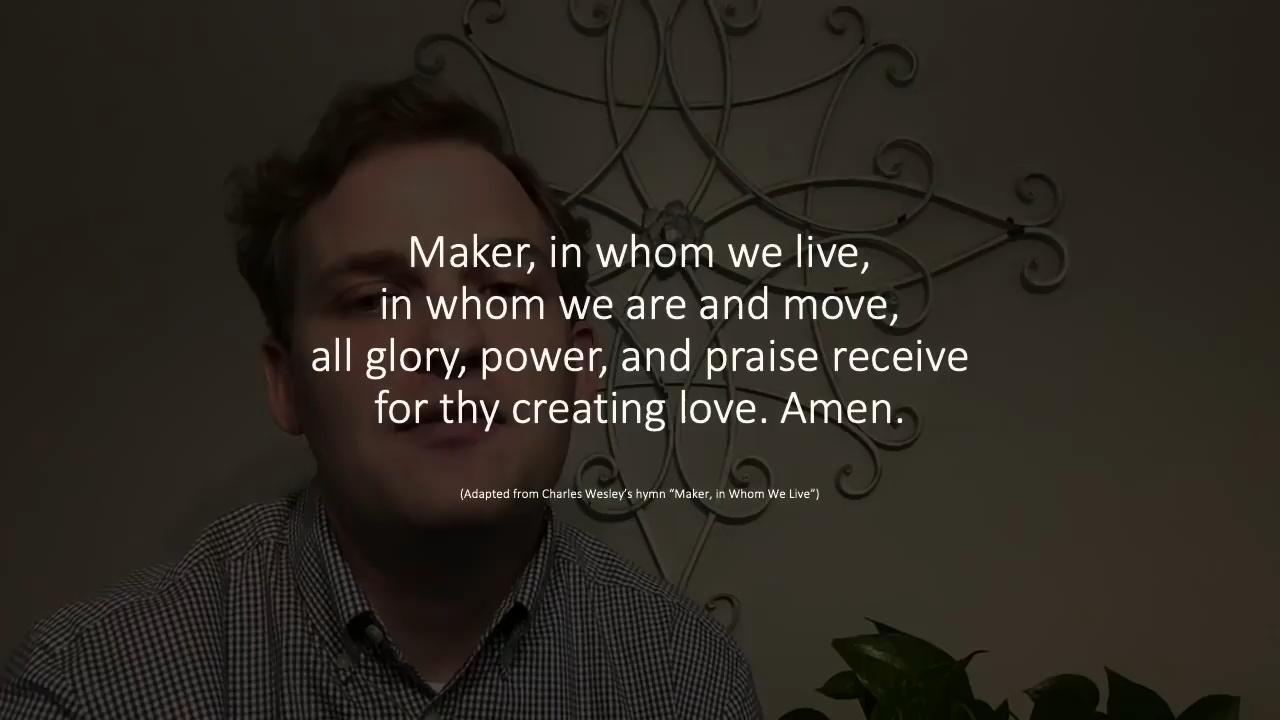 Maker, in whom we live,
in whom we are and move,
all glory, power, and praise receive
for thy creating love. Amen.
(Adapted from Charles Wesley’s hymn “Maker, in Whom We Live”)